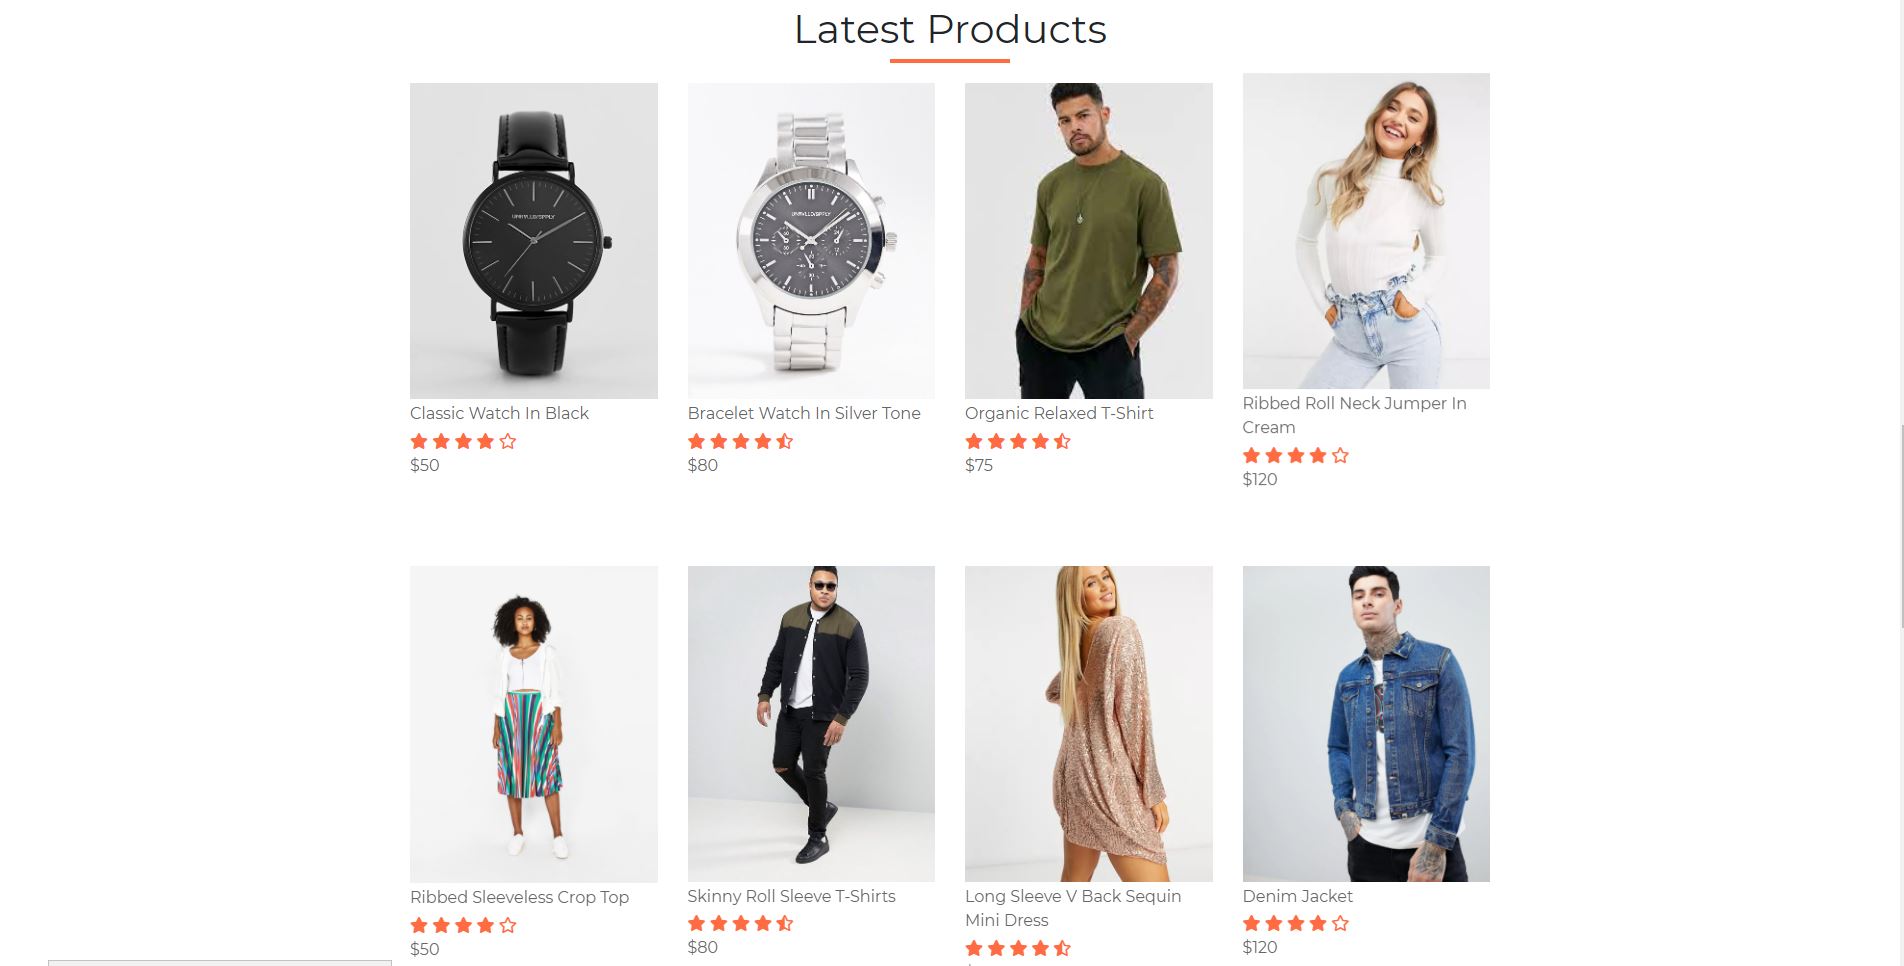 Latest Products
Classic Watch In Black
$50
Bracelet Watch In Silver Tone
$80
Organic Relaxed T-Shirt
$75
Ribbed Roll Neck Jumper In
Cream
$120
Ribbed Sleeveless Crop Top
$50
Skinny Roll Sleeve T-Shirts
$80
Long Sleeve V Back Sequin
Mini Dress
Denim Jacket
$120